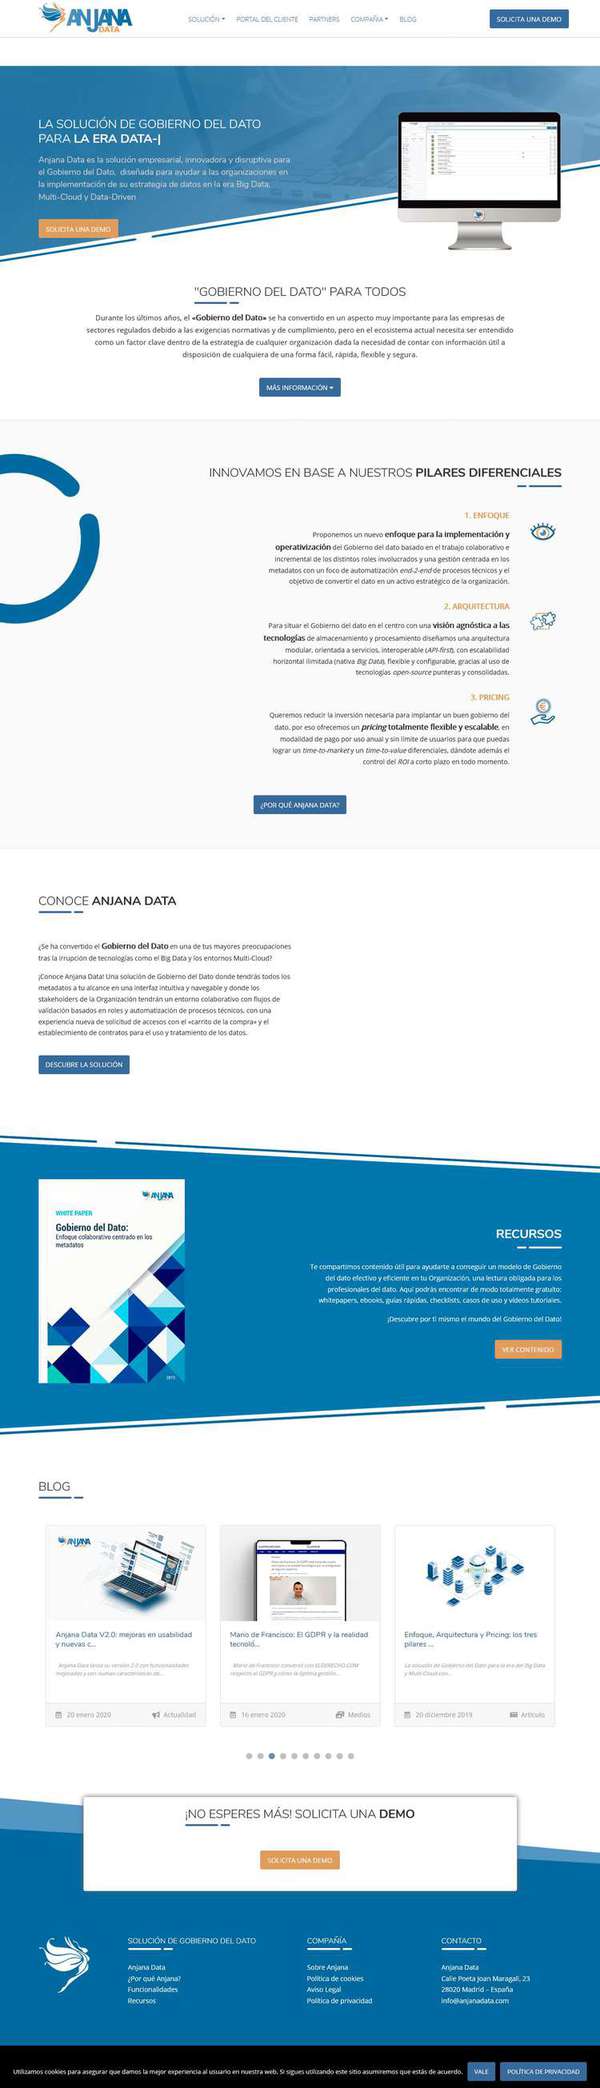 ANJANA
DATA
SOLUCIÓN
PORTAL DEL CLIENTE
PARTNERS
COMPAÑÍA
BLOG
SOLICITA UNA DEMO
LA SOLUCIÓN DE GOBIERNO DEL DATO
PARA LA ERA DATA-|
Anjana Data es la solución empresarial, innovadora y disruptiva para
el Gobierno del Dato, diseñada para ayudar a las organizaciones en
la implementación de su estrategia de datos en la era Big Data,
Multi-Cloud y Data-Driven
SOLICITA UNA DEMO
"GOBIERNO DEL DATO" PARA TODOS
Durante los últimos años, el «Gobierno del Dato» se ha convertido en un aspecto muy importante para las empresas de
sectores regulados debido a las exigencias normativas y de cumplimiento, pero en el ecosistema actual necesita ser entendido
como un factor clave dentro de la estrategia de cualquier organización dada la necesidad de contar con información útil a
disposición de cualquiera de una forma fácil, rápida, flexible y segura.
MÁS INFORMACIÓN
INNOVAMOS EN BASE A NUESTROS PILARES DIFERENCIALES
1. ENFOQUE
Proponemos un nuevo enfoque para la implementación y
operativización del Gobierno del dato basado en el trabajo colaborativo e
incremental de los distintos roles involucrados y una gestión centrada en los
metadatos con un foco de automatización end-2-end de procesos técnicos y el
objetivo de convertir el dato en un activo estratégico de la organización.
2. ARQUITECTURA
Para situar el Gobierno del dato en el centro con una visión agnóstica a las
tecnologías de almacenamiento y procesamiento diseñamos una arquitectura
modular, orientada a servicios, interoperable (API-first), con escalabilidad
horizontal ilimitada (nativa Big Data), flexible y configurable, gracias al uso de
tecnologías open-source punteras y consolidadas.
3. PRICING
Queremos reducir la inversión necesaria para implantar un buen gobierno del
dato, por eso ofrecemos un pricing totalmente flexible y escalable, en
modalidad de pago por uso anual y sin límite de usuarios para que puedas
lograr un time-to-market y un time-to-value diferenciales, dándote además el
control del ROI a corto plazo en todo momento.
¿POR QUÉ ANJANA DATA?
CONOCE ANJANA DATA
¿Se ha convertido el Gobierno del Dato en una de tus mayores preocupaciones
tras la irrupción de tecnologías como el Big Data y los entornos Multi-Cloud?
¡Conoce Anjana Data! Una solución de Gobierno del Dato donde tendrás todos los
metadatos a tu alcance en una interfaz intuitiva y navegable y donde los
stakeholders de la Organización tendrán un entorno colaborativo con flujos de
validación basados en roles y automatización de procesos técnicos, con una
experiencia nueva de solicitud de accesos con el «carrito de la compra» y el
establecimiento de contratos para el uso y tratamiento de los datos.
DESCUBRE LA SOLUCIÓN
ANJANA
WHITE PAPER
Gobierno del Dato:
Enfoque colaborativo centrado en los
metadatos
2019
RECURSOS
Te compartimos contenido útil para ayudarte a conseguir un modelo de Gobierno
del dato efectivo y eficiente en tu Organización, una lectura obligada para los
profesionales del dato. Aquí podrás encontrar de modo totalmente gratuito:
whitepapers, ebooks, guías rápidas, checklists, casos de uso y vídeos tutoriales.
¡Descubre por ti mismo el mundo del Gobierno del Dato!
VER CONTENIDO
BLOG
ANJANA
Anjana Data V2.0: mejoras en usabilidad
y nuevas c...
Anjana Data lanza su versión 2.0 con funcionalidades
mejoradas y con nuevas características de...
20 enero 2020
Actualidad
Mario de Francisco: El GDPR y la realidad
tecnoló...
Mario de Francisco conversó con ELDERECHO.COM
respecto al GDPR y cómo la óptima gestión...
16 enero 2020
Medios
Enfoque, Arquitectura y Pricing: los tres
pilares ...
La solución de Gobierno del Dato para la era del Big Data
y Multi-Cloud con...
20 diciembre 2019
Artículo
¡NO ESPERES MÁS! SOLICITA UNA DEMO
SOLICITA UNA DEMO
SOLUCIÓN DE GOBIERNO DEL DATO
Anjana Data
¿Por qué Anjana?
Funcionalidades
Recursos
COMPAÑÍA
Sobre Anjana
Política de cookies
Aviso Legal
Política de privacidad
CONTACTO
Anjana Data
Calle Poeta Joan Maragall, 23
28020 Madrid – España
info@anjanadata.com
Utilizamos cookies para asegurar que damos la mejor experiencia al usuario en nuestra web. Si sigues utilizando este sitio asumiremos que estás de acuerdo.
VALE
POLÍTICA DE PRIVACIDAD